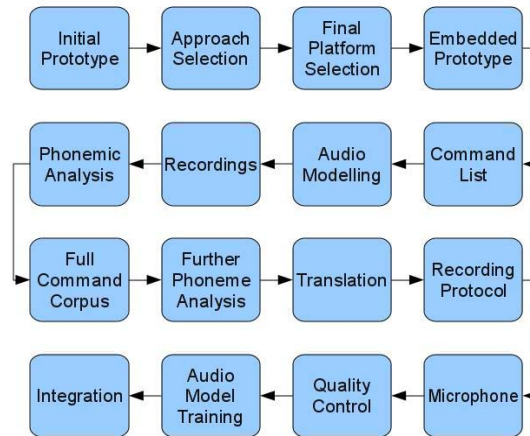 Initial
Prototype
Approach
Selection
Final
Platform
Selection
Embedded
Prototype
Phonemic
Analysis
Recordings
Audio
Modelling
Command
List
Full
Command
Corpus
Further
Phoneme
Analysis
Translation
Recording
Protocol
Integration
Audio
Model
Training
Quality
Control
Microphone